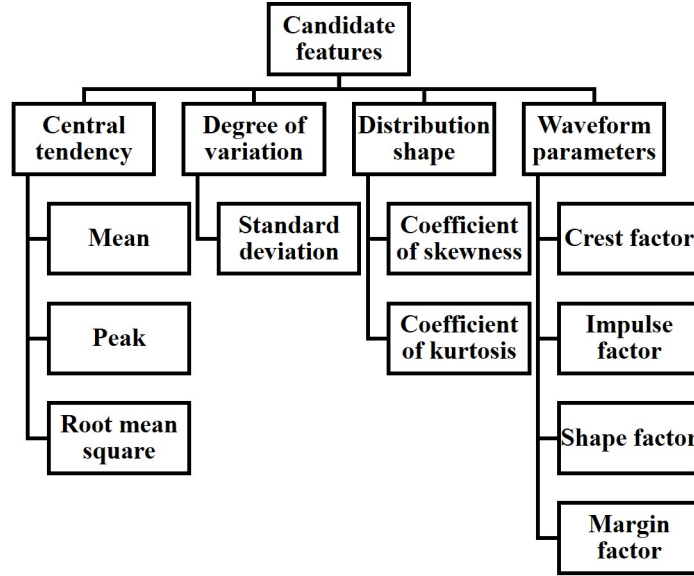 Candidate
features
Central
tendency
Degree of
variation
Distribution
shape
Waveform
parameters
Mean
Peak
Root mean
square
Standard
deviation
Coefficient
of skewness
Coefficient
of kurtosis
Crest factor
Impulse
factor
Shape factor
Margin
factor